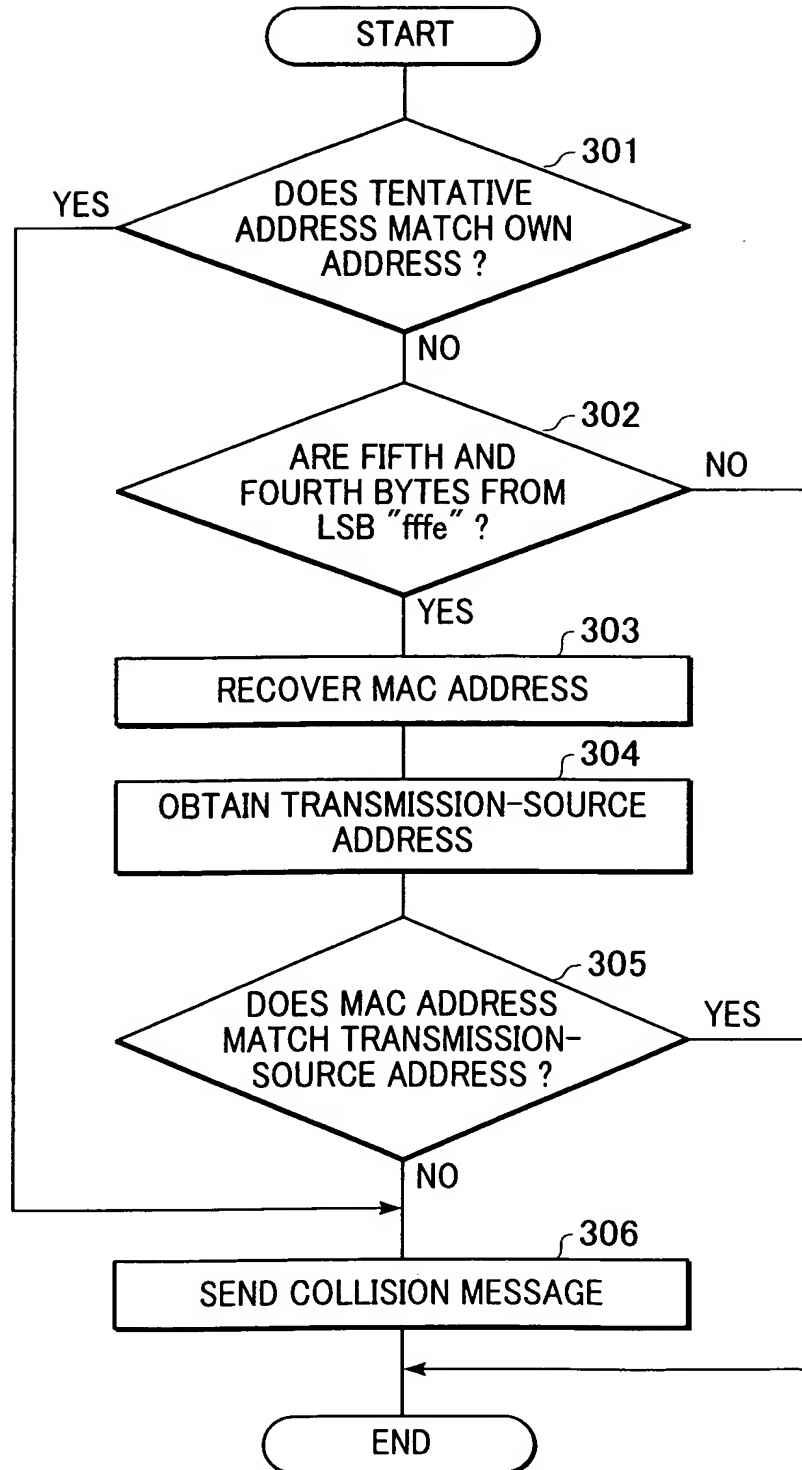 START
301
DOES TENTATIVE
ADDRESS MATCH OWN
ADDRESS ?
YES
NO
302
ARE FIFTH AND
FOURTH BYTES FROM
LSB "fffe" ?
NO
YES
303
RECOVER MAC ADDRESS
304
OBTAIN TRANSMISSION-SOURCE
ADDRESS
305
DOES MAC ADDRESS
MATCH TRANSMISSION-
SOURCE ADDRESS ?
YES
NO
306
SEND COLLISION MESSAGE
END